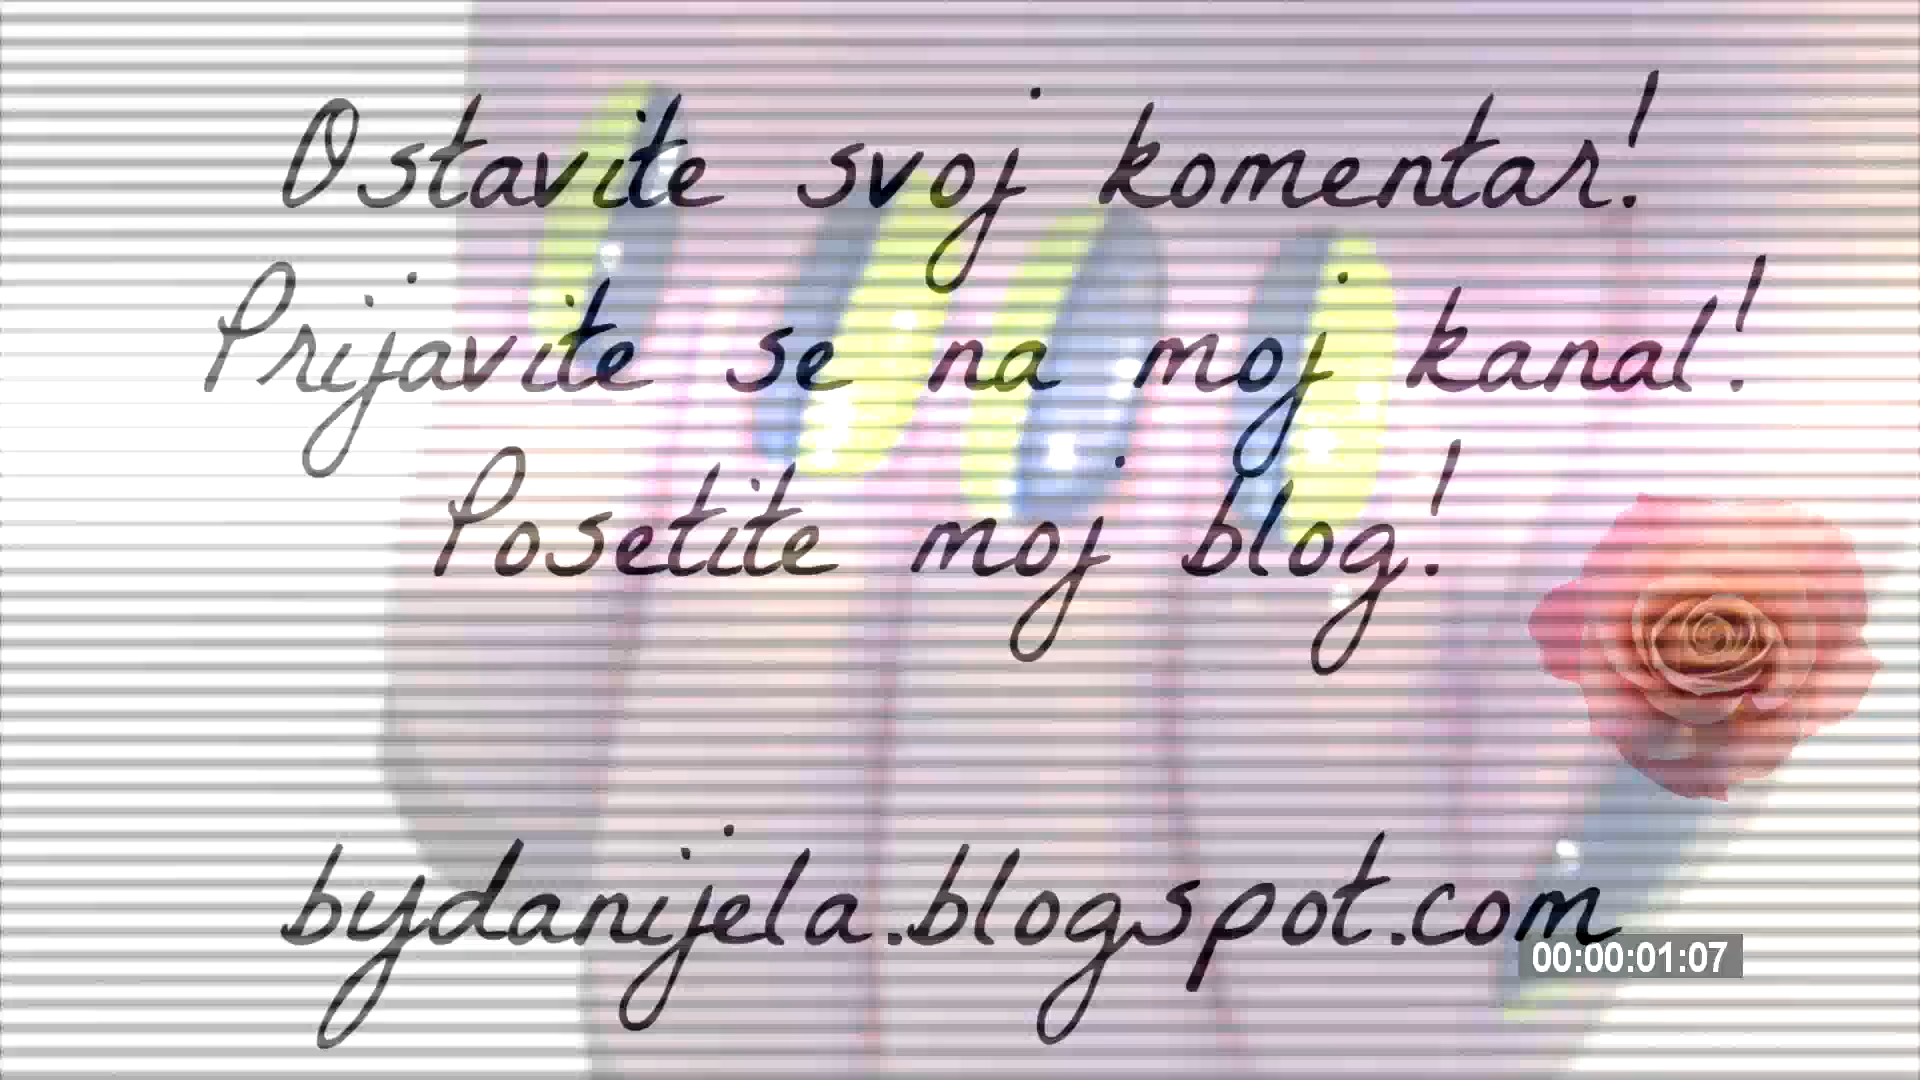 Ostavite svoj komentar!
Prijavite se na moj kanal!
Posetite moj blog!
bydanijela.blogspot.com
00:00:01:07